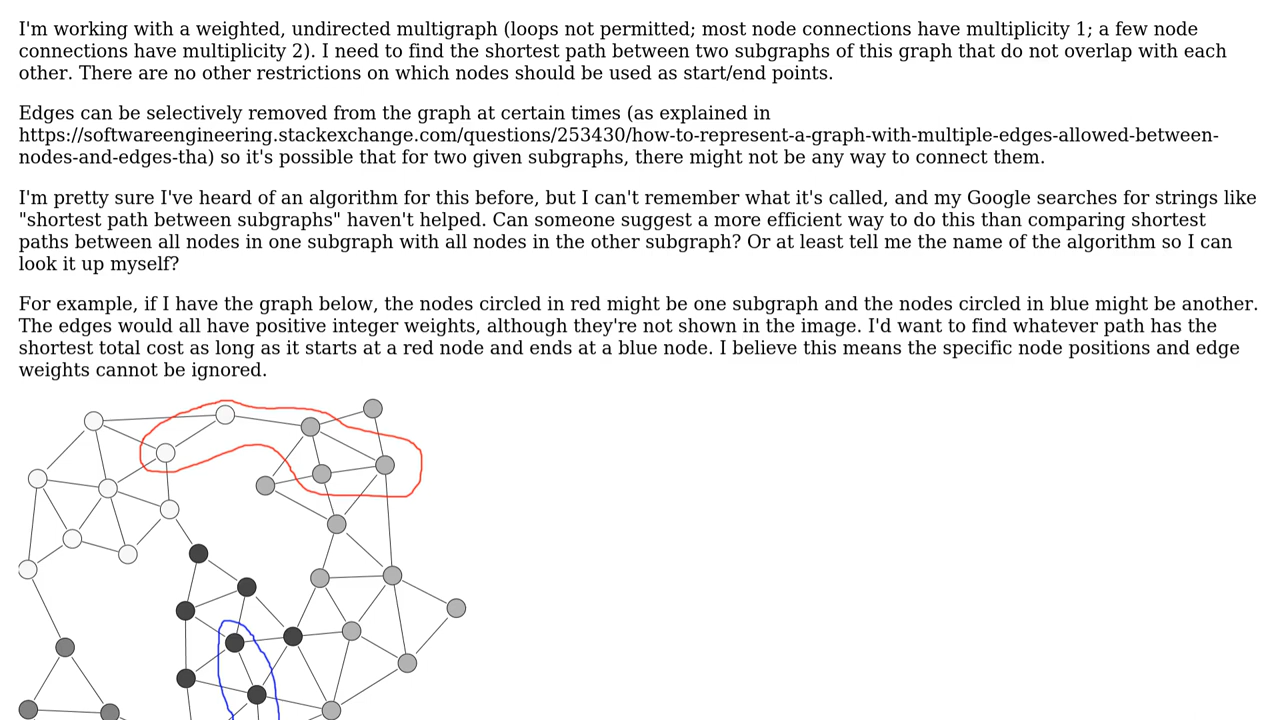 I'm working with a weighted, undirected multigraph (loops not permitted; most node connections have multiplicity 1; a few node
connections have multiplicity 2). I need to find the shortest path between two subgraphs of this graph that do not overlap with each
other. There are no other restrictions on which nodes should be used as start/end points.
Edges can be selectively removed from the graph at certain times (as explained in
https://softwareengineering.stackexchange.com/questions/253430/how-to-represent-a-graph-with-multiple-edges-allowed-between-
nodes-and-edges-tha) so it's possible that for two given subgraphs, there might not be any way to connect them.
I'm pretty sure I've heard of an algorithm for this before, but I can't remember what it's called, and my Google searches for strings like
"shortest path between subgraphs" haven't helped. Can someone suggest a more efficient way to do this than comparing shortest
paths between all nodes in one subgraph with all nodes in the other subgraph? Or at least tell me the name of the algorithm so I can
look it up myself?
For example, if I have the graph below, the nodes circled in red might be one subgraph and the nodes circled in blue might be another.
The edges would all have positive integer weights, although they're not shown in the image. I'd want to find whatever path has the
shortest total cost as long as it starts at a red node and ends at a blue node. I believe this means the specific node positions and edge
weights cannot be ignored.